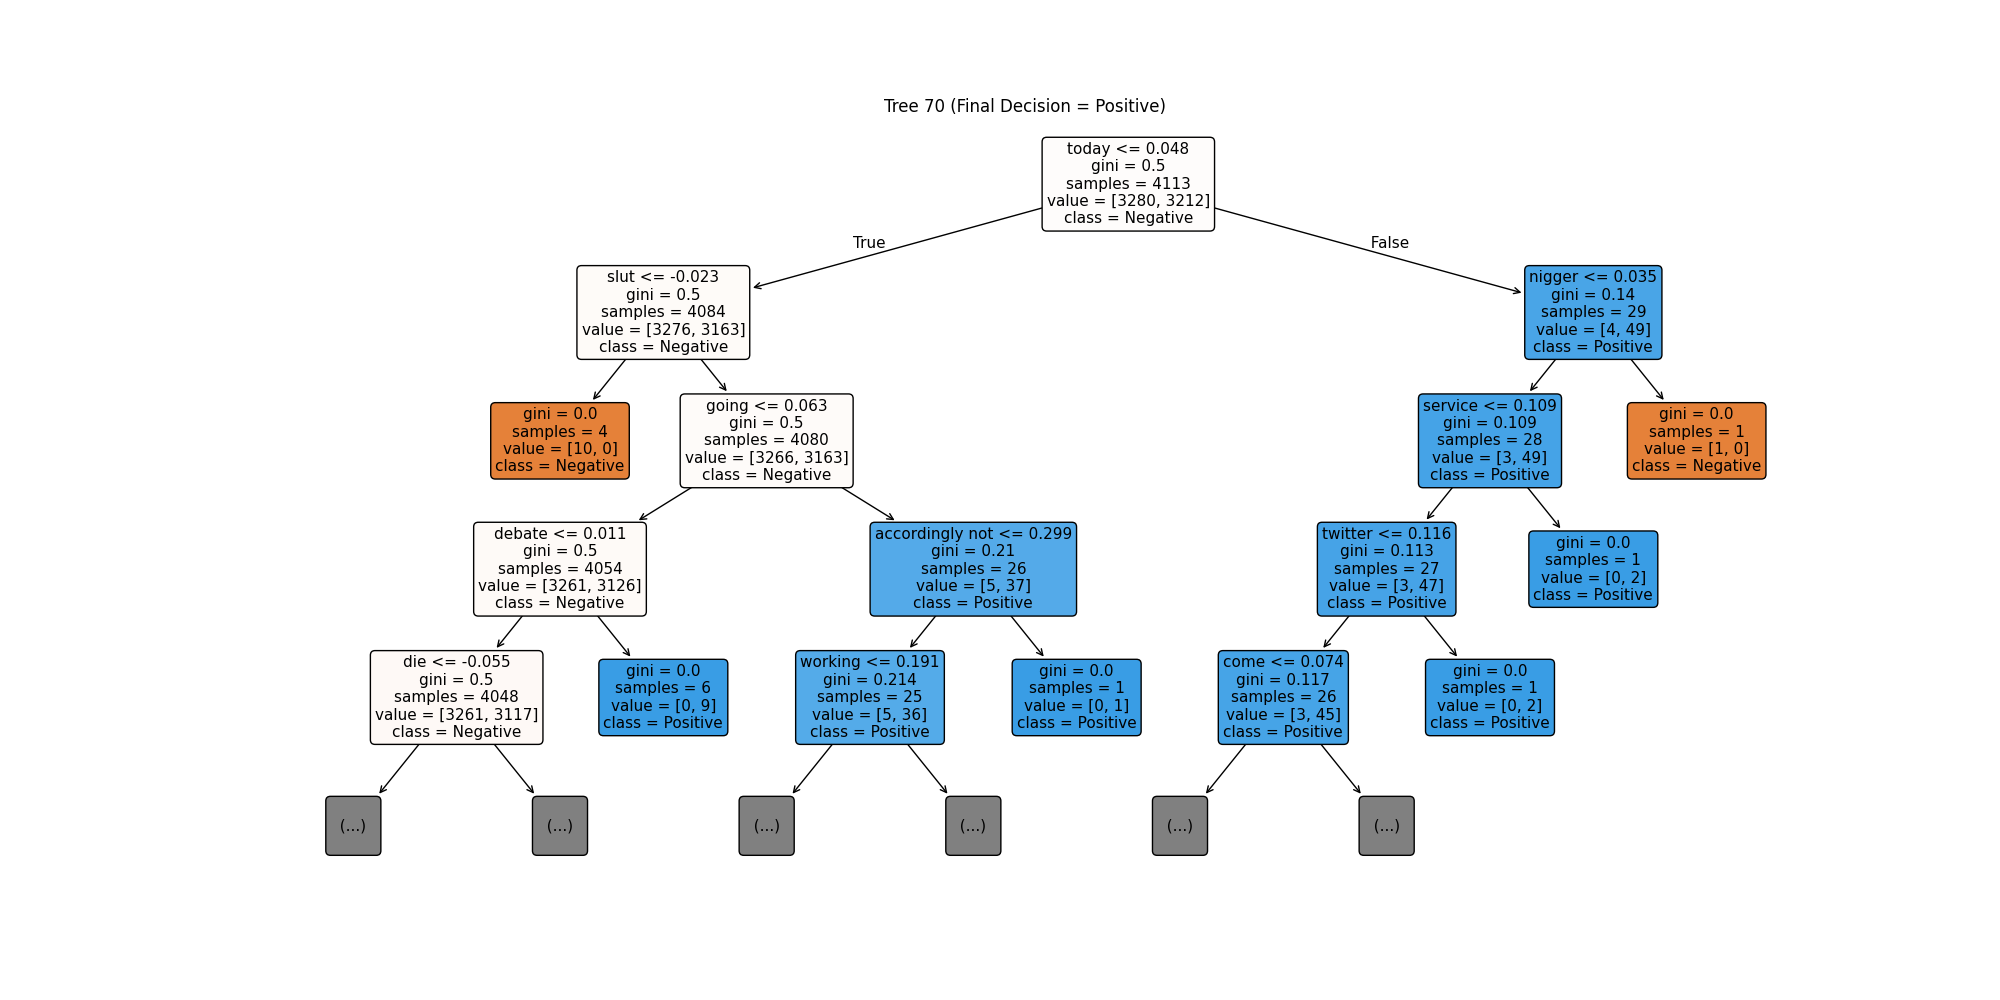 Tree 70 (Final Decision = Positive)
today <= 0.048
gini = 0.5
samples = 4113
value = [3280, 3212]
class = Negative
True
False
slut <= -0.023
gini = 0.5
samples = 4084
value = [3276, 3163]
class = Negative
nigger <= 0.035
gini = 0.14
samples = 29
value = [4, 49]
class = Positive
gini = 0.0
samples = 4
value = [10, 0]
class = Negative
going <= 0.063
gini = 0.5
samples = 4080
value = [3266, 3163]
class = Negative
service <= 0.109
gini = 0.109
samples = 28
value = [3, 49]
class = Positive
gini = 0.0
samples = 1
value = [1, 0]
class = Negative
debate <= 0.011
gini = 0.5
samples = 4054
value = [3261, 3126]
class = Negative
accordingly not <= 0.299
gini = 0.21
samples = 26
value = [5, 37]
class = Positive
twitter <= 0.116
gini = 0.113
samples = 27
value = [3, 47]
class = Positive
gini = 0.0
samples = 1
value = [0, 2]
class = Positive
die <= -0.055
gini = 0.5
samples = 4048
value = [3261, 3117]
class = Negative
gini = 0.0
samples = 6
value = [0, 9]
class = Positive
working <= 0.191
gini = 0.214
samples = 25
value = [5, 36]
class = Positive
gini = 0.0
samples = 1
value = [0, 1]
class = Positive
come <= 0.074
gini = 0.117
samples = 26
value = [3, 45]
class = Positive
gini = 0.0
samples = 1
value = [0, 2]
class = Positive
(...)
(...)
(...)
(...)
(...)
(...)